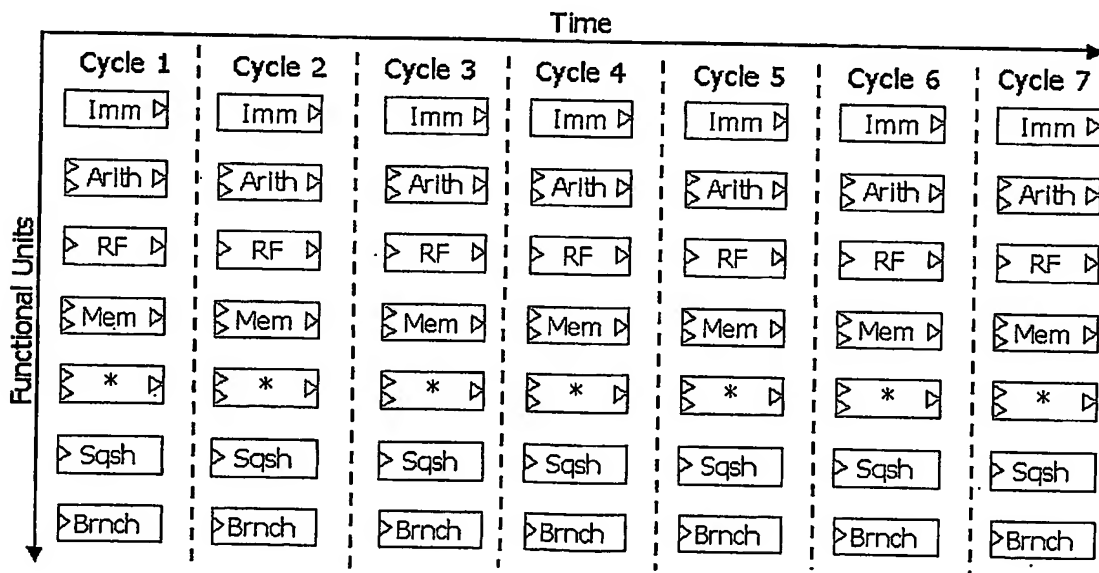 Time
Functional Units
Cycle 1 Cycle 2 Cycle 3 Cycle 4 Cycle 5 Cycle 6 Cycle 7
Imm Imm Imm Imm Imm Imm Imm
Arith Arith Arith Arith Arith Arith Arith
RF RF RF RF RF RF RF
Mem Mem Mem Mem Mem Mem Mem
* * * * * * *
Sqsh Sqsh Sqsh Sqsh Sqsh Sqsh Sqsh
Brnch Brnch Brnch Brnch Brnch Brnch Brnch